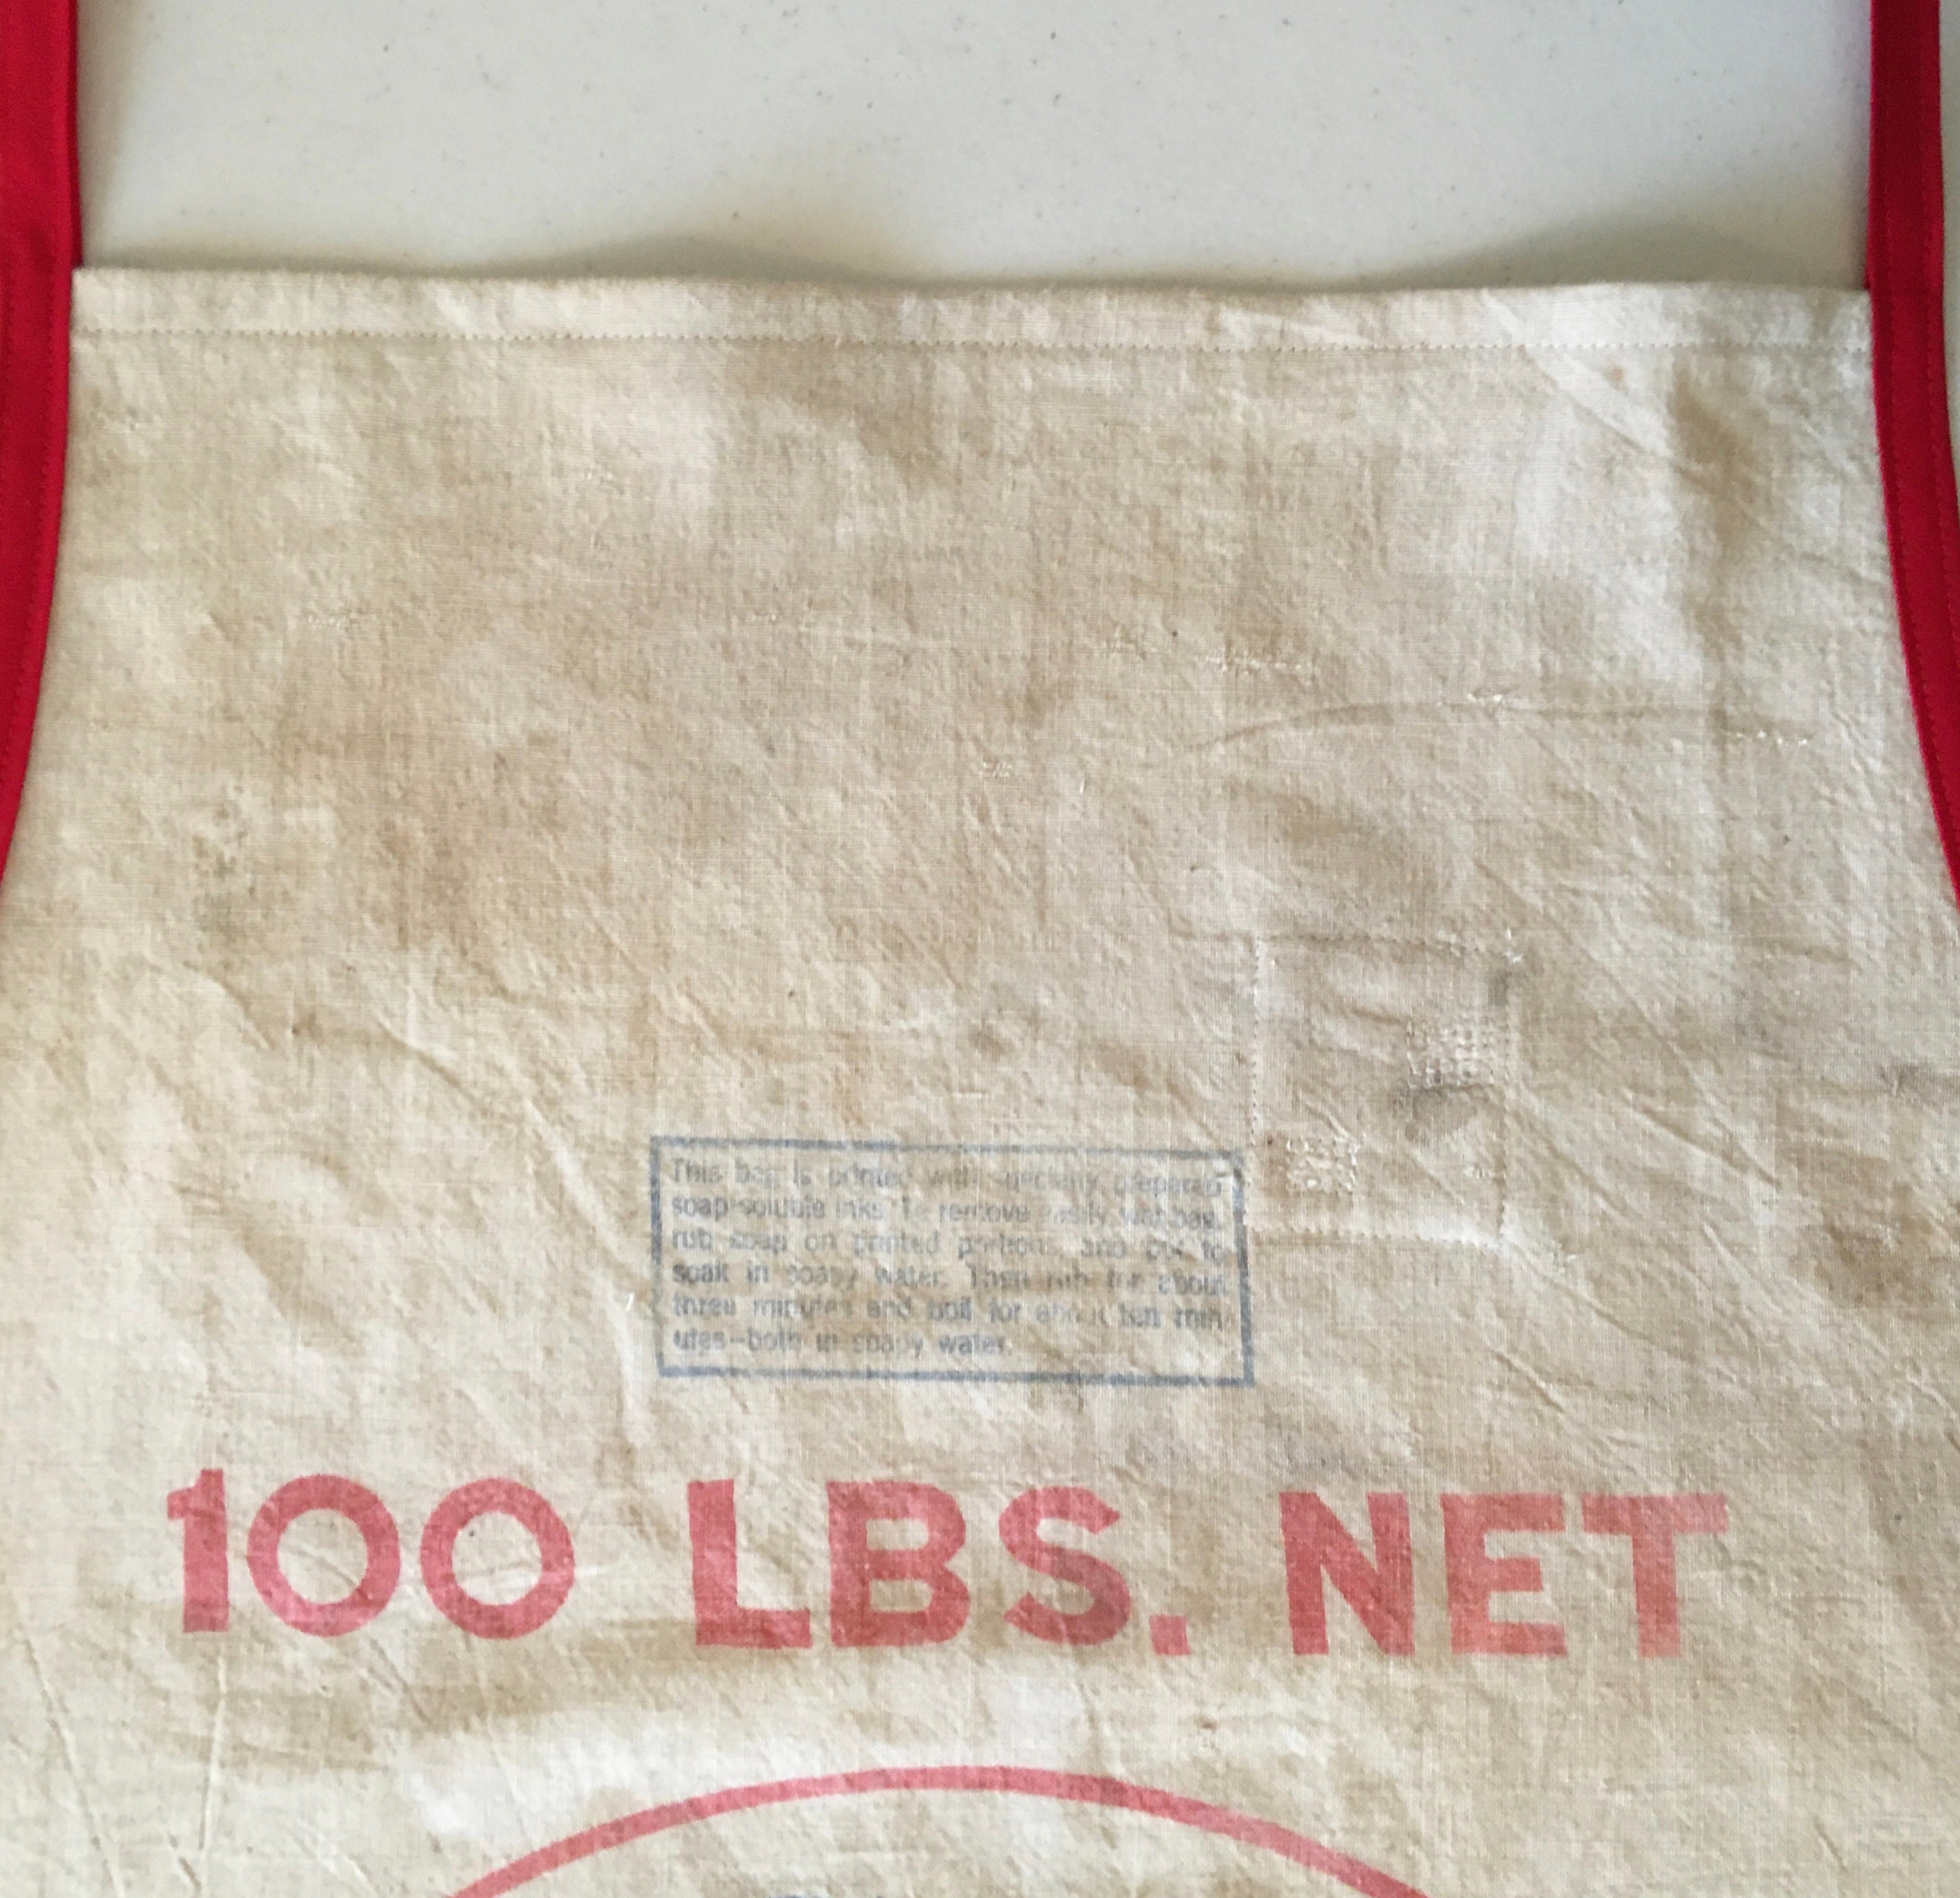 This bag is printed with specially prepared
soap-soluble inks. To remove easily, wet bag,
rub soap on printed portions, and put to
soak in soapy water. Then rub for about
three minutes and boil for about ten min-
utes—both in soapy water.
100 LBS. NET